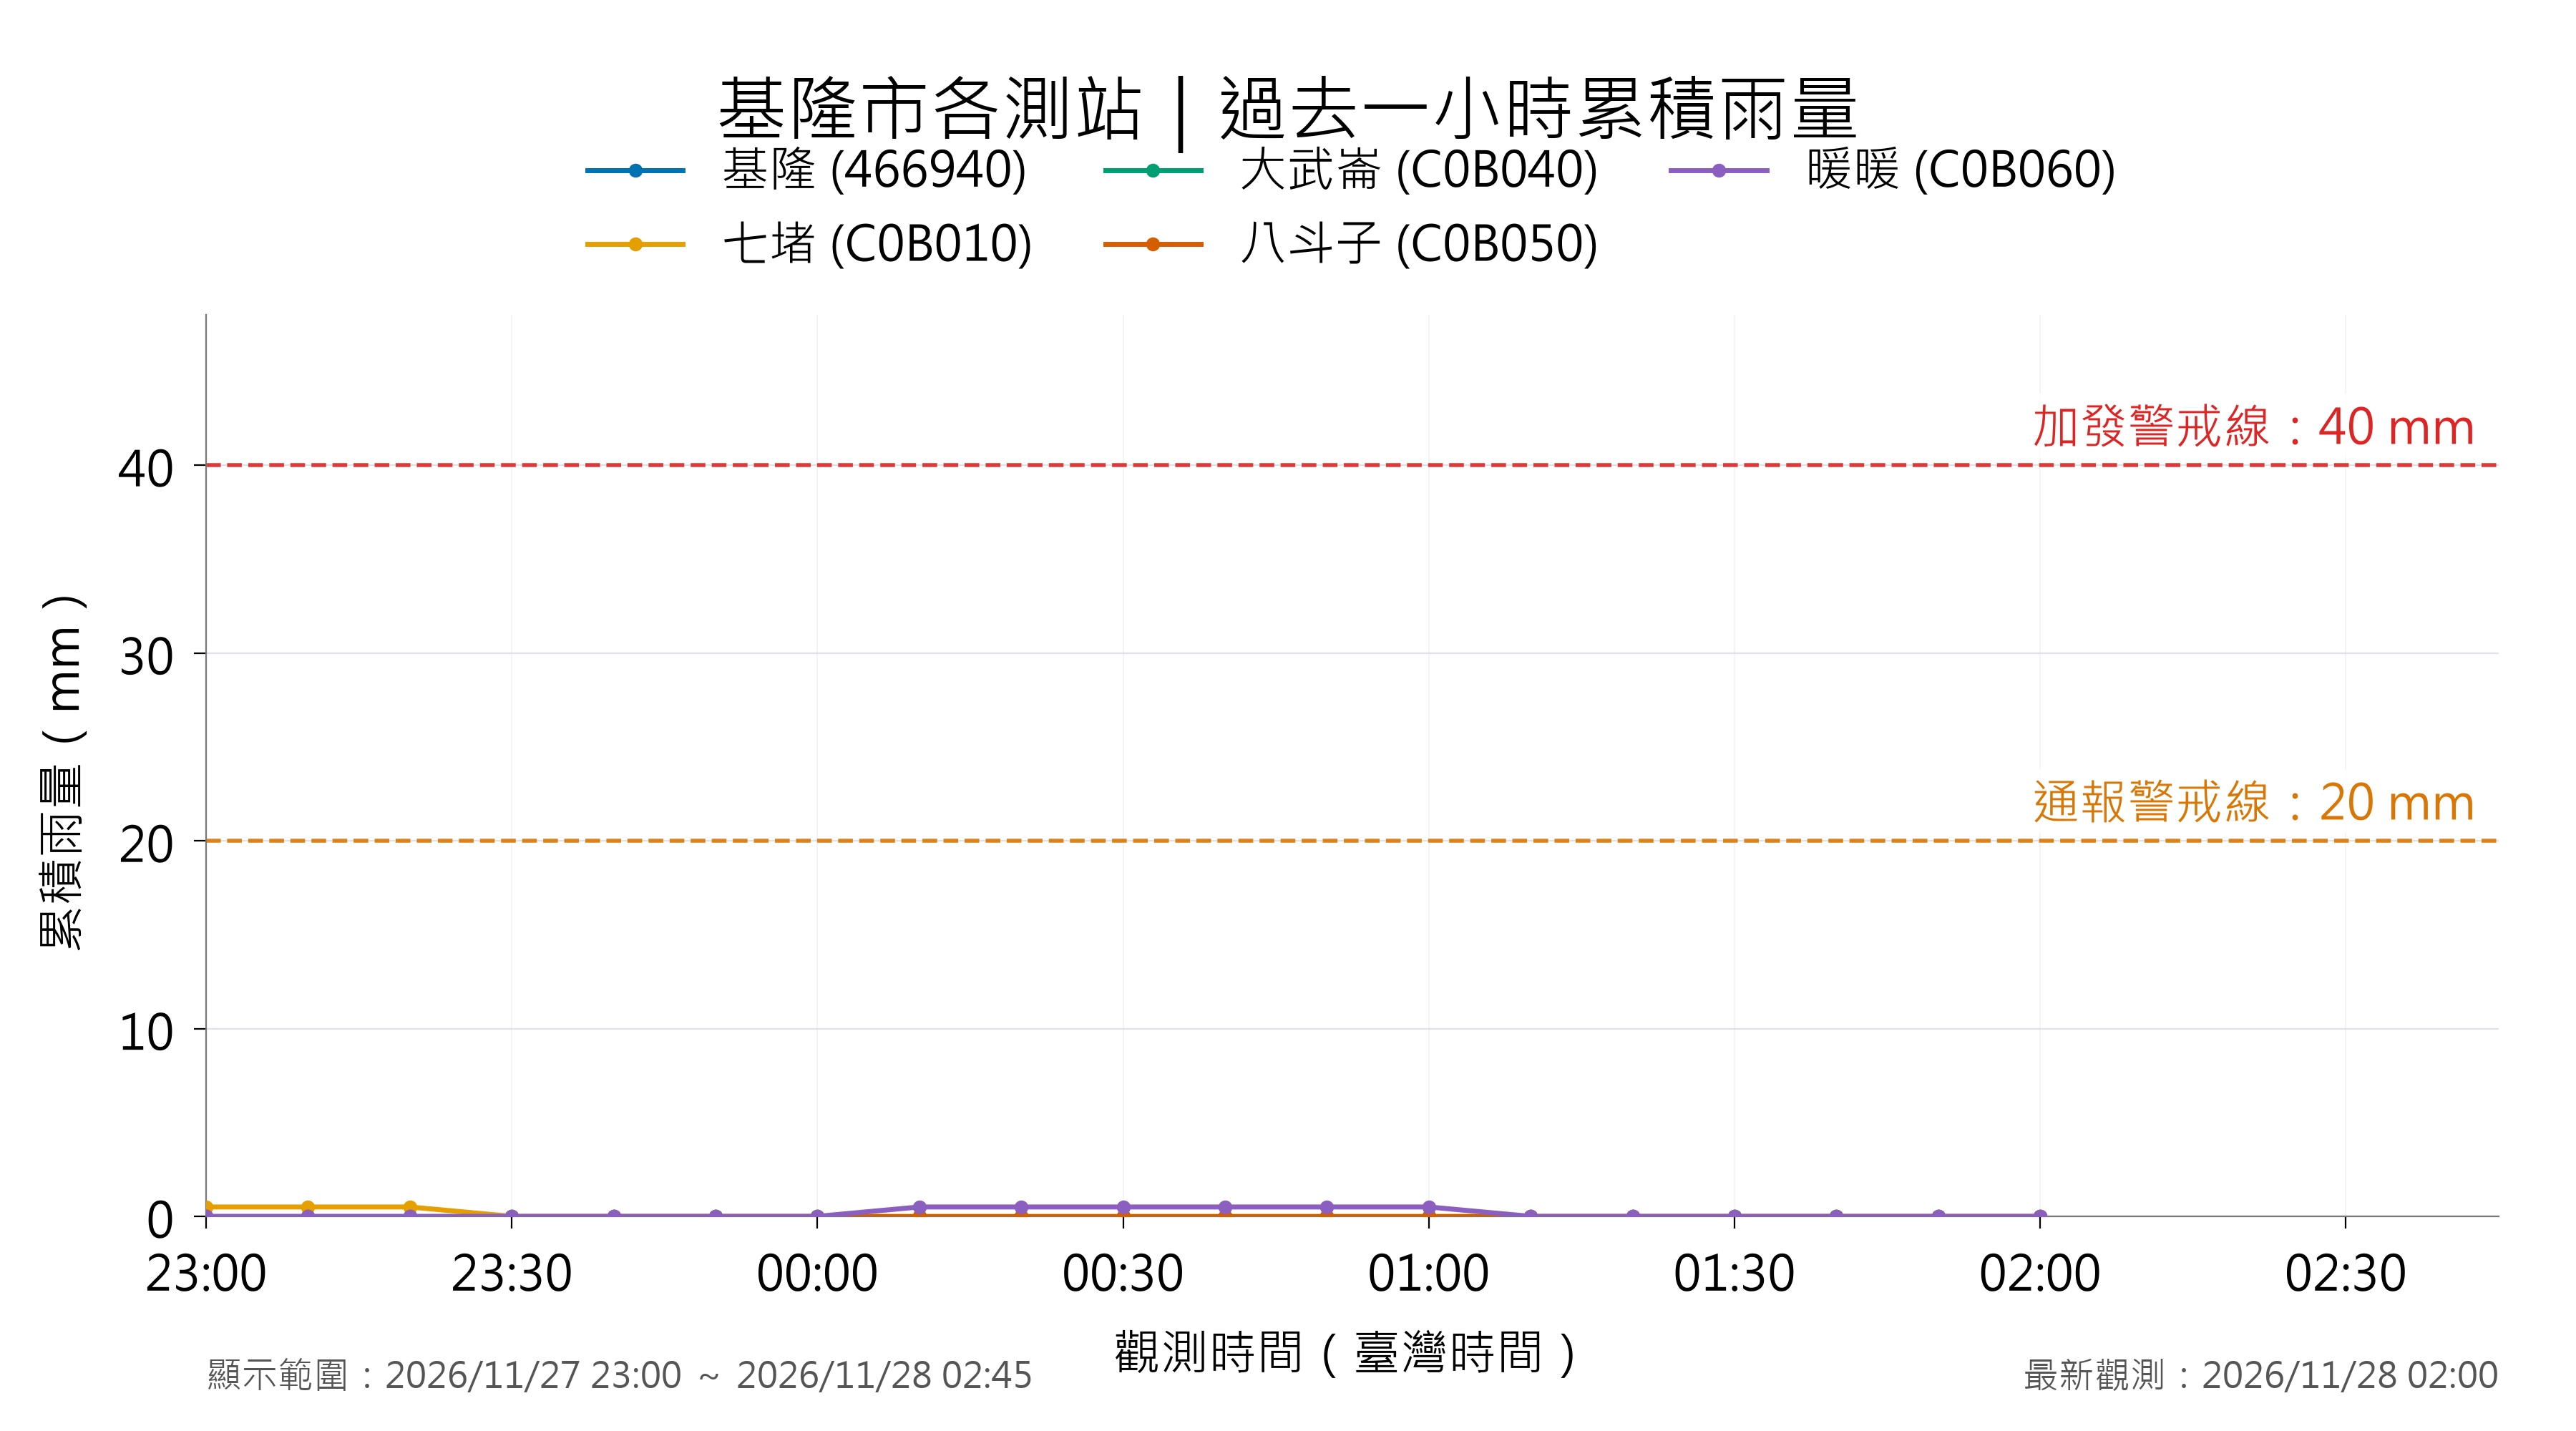 基隆市各測站｜過去一小時累積雨量
基隆 (466940)
七堵 (C0B010)
大武崙 (C0B040)
八斗子 (C0B050)
暖暖 (C0B060)
累積雨量（mm）
40
30
20
10
0
加發警戒線：40 mm
通報警戒線：20 mm
23:00 23:30 00:00 00:30 01:00 01:30 02:00 02:30
觀測時間（臺灣時間）
顯示範圍：2026/11/27 23:00 ~ 2026/11/28 02:45
最新觀測：2026/11/28 02:00